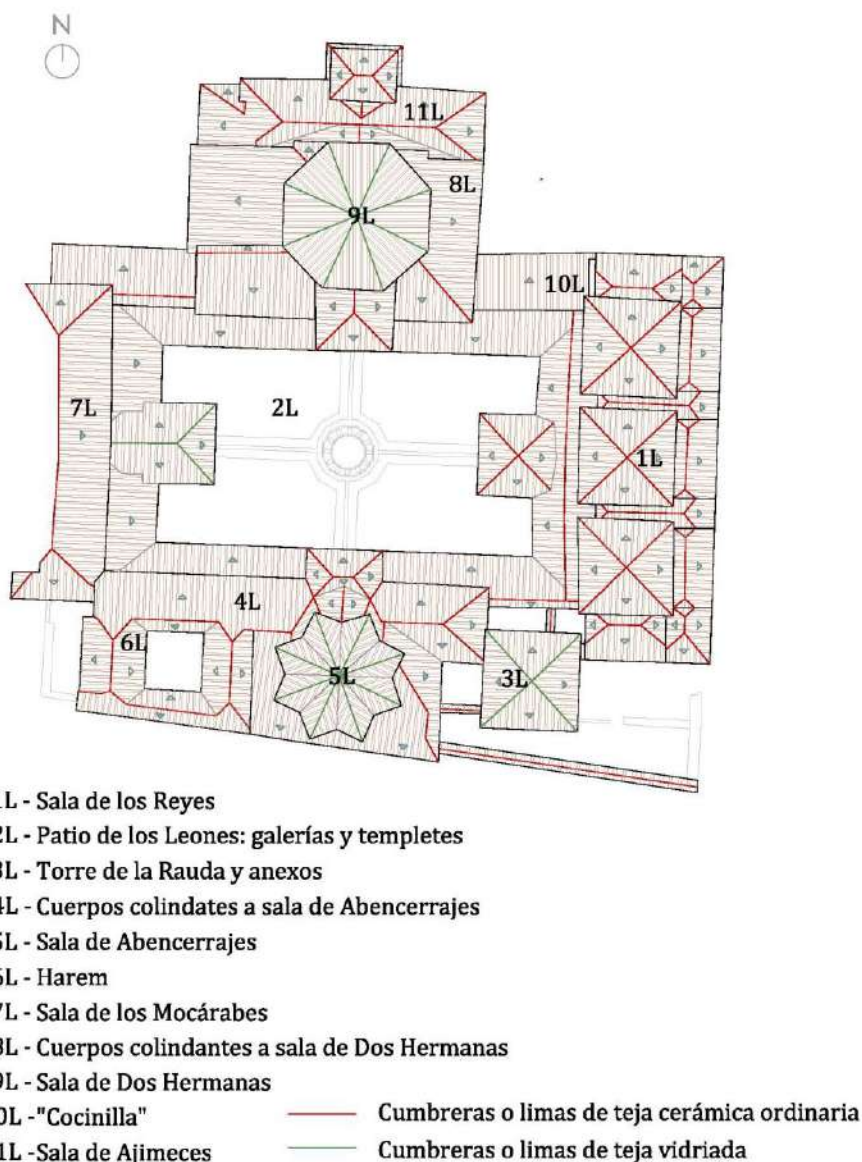 N
11L
8L
9L
10L
7L
2L
1L
4L
6L
5L
3L
1L - Sala de los Reyes
2L - Patio de los Leones: galerías y templetes
3L - Torre de la Rauda y anexos
4L - Cuerpos colindates a sala de Abencerrajes
5L - Sala de Abencerrajes
6L - Harem
7L - Sala de los Mocárabes
8L - Cuerpos colindantes a sala de Dos Hermanas
9L - Sala de Dos Hermanas
0L -"Cocinilla"
1L -Sala de Ajimeces
Cumbreras o limas de teja cerámica ordinaria
Cumbreras o limas de teja vidriada